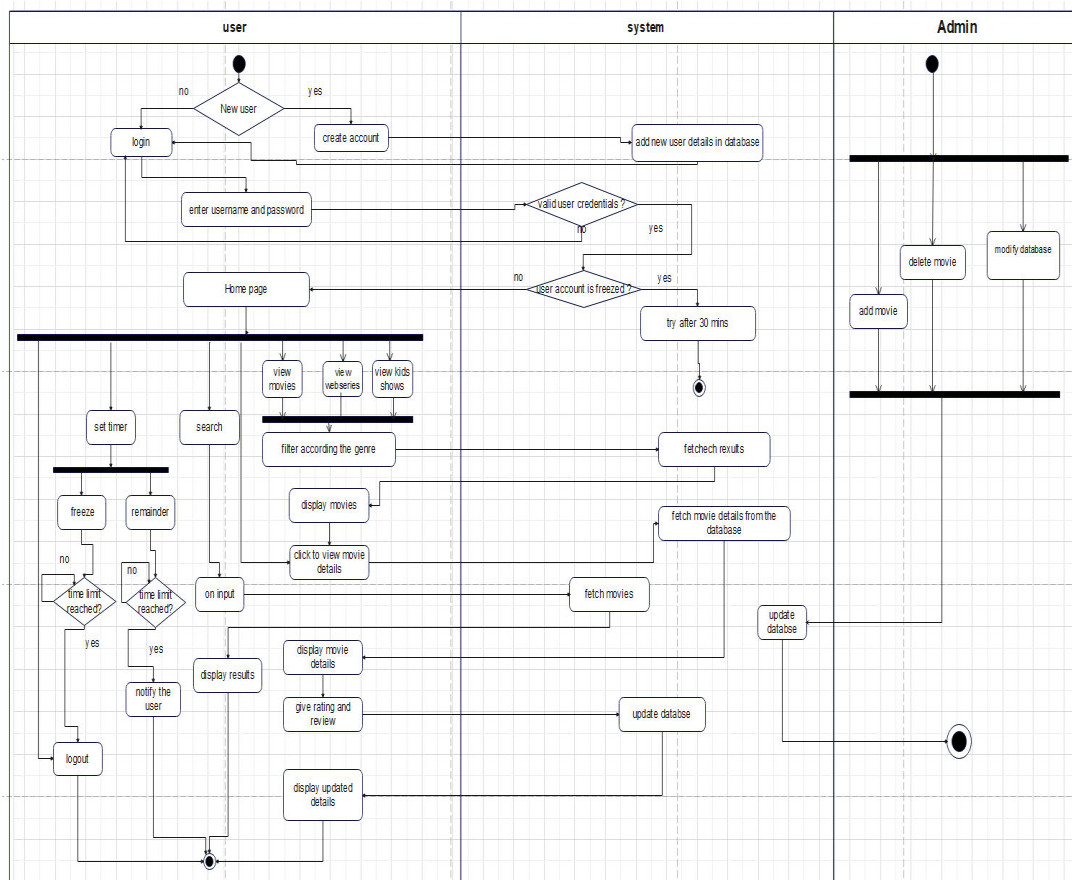 user
system
Admin
no
yes
New user
login
create account
add new user details in database
enter username and password
valid user credentials ?
no
yes
delete movie
modify database
no
yes
Home page
user account is freezed ?
add movie
try after 30 mins
view
movies
view
webseries
view kids
shows
set timer
search
filter according the genre
fetchech rexults
display movies
freeze
remainder
fetch movie details from the
database
click to view movie
details
no
no
time limit
reached?
time limit
reached?
on input
fetch movies
update
databse
yes
yes
display movie
details
display results
notify the
user
give rating and
review
update databse
logout
display updated
details